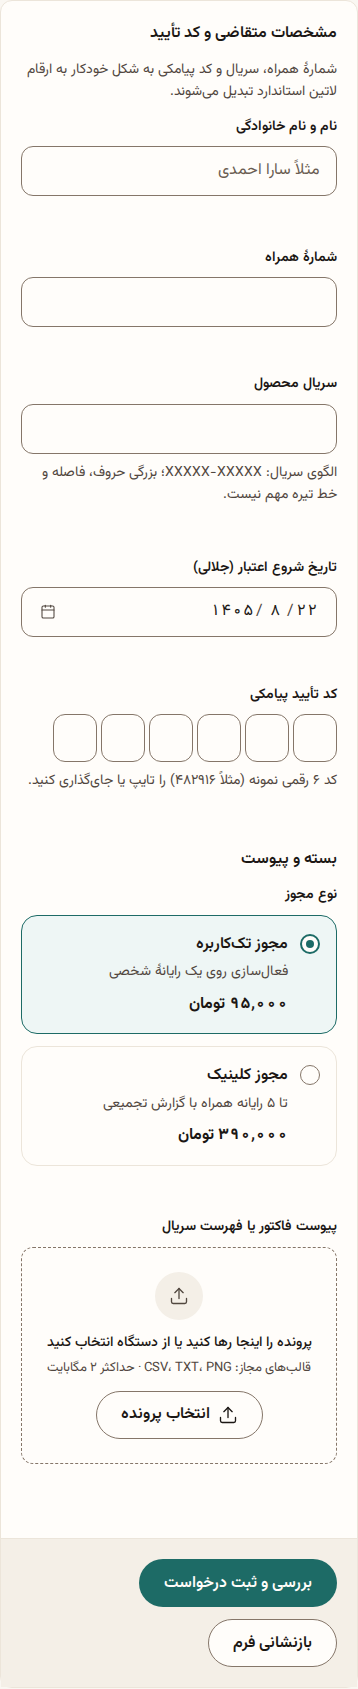 مشخصات متقاضی و کد تأیید
شمارهٔ همراه، سریال و کد پیامکی به شکل خودکار به ارقام
لاتین استاندارد تبدیل می‌شوند.
نام و نام خانوادگی
مثلاً سارا احمدی
شمارهٔ همراه
سریال محصول
الگوی سریال: XXXXX-XXXXX؛ بزرگی حروف، فاصله و
خط تیره مهم نیست.
تاریخ شروع اعتبار (جلالی)
۱۴۰۵/ ۸ /۲۲
کد تأیید پیامکی
کد ۶ رقمی نمونه (مثلاً ۴۸۲۹۱۶) را تایپ یا جای‌گذاری کنید.
بسته و پیوست
نوع مجوز
مجوز تک‌کاربره
فعال‌سازی روی یک رایانهٔ شخصی
۹۵,۰۰۰ تومان
مجوز کلینیک
تا ۵ رایانه همراه با گزارش تجمیعی
۳۹۰,۰۰۰ تومان
پیوست فاکتور یا فهرست سریال
پرونده را اینجا رها کنید یا از دستگاه انتخاب کنید
قالب‌های مجاز: CSV، TXT، PNG · حداکثر ۲ مگابایت
انتخاب پرونده
بررسی و ثبت درخواست
بازنشانی فرم